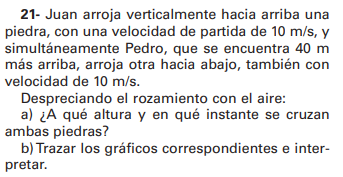 21- Juan arroja verticalmente hacia arriba una
piedra, con una velocidad de partida de 10 m/s, y
simultáneamente Pedro, que se encuentra 40 m
más arriba, arroja otra hacia abajo, también con
velocidad de 10 m/s.
Despreciando el rozamiento con el aire:
a) ¿A qué altura y en qué instante se cruzan
ambas piedras?
b) Trazar los gráficos correspondientes e inter-
pretar.